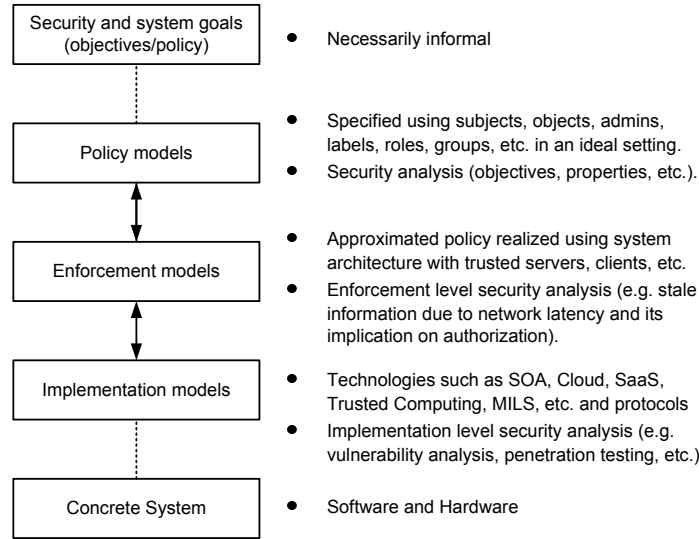 Security and system goals
(objectives/policy)
● Necessarily informal
Policy models
● Specified using subjects, objects, admins,
labels, roles, groups, etc. in an ideal setting.
● Security analysis (objectives, properties, etc.).
Enforcement models
● Approximated policy realized using system
architecture with trusted servers, clients, etc.
● Enforcement level security analysis (e.g. stale
information due to network latency and its
implication on authorization).
Implementation models
● Technologies such as SOA, Cloud, SaaS,
Trusted Computing, MILS, etc. and protocols
● Implementation level security analysis (e.g.
vulnerability analysis, penetration testing, etc.)
Concrete System
● Software and Hardware